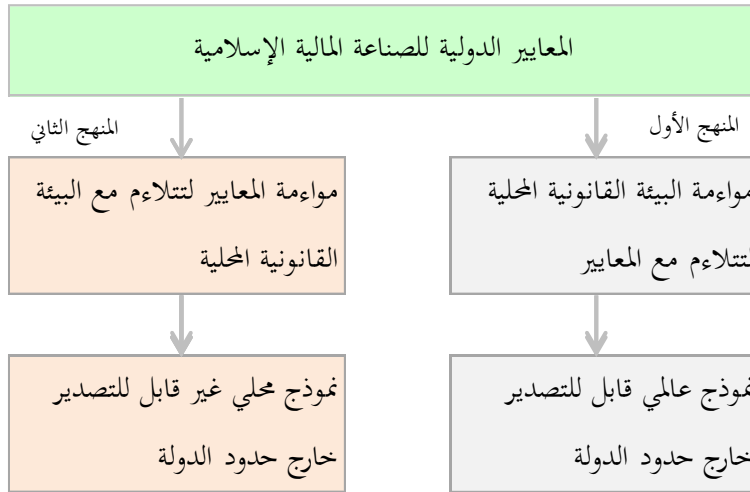 المعايير الدولية للصناعة المالية الإسلامية
المنهج الأول
المنهج الثاني
مواءمة البيئة القانونية المحلية
لتتلاءم مع المعايير
مواءمة المعايير لتتلاءم مع البيئة
القانونية المحلية
نموذج عالمي قابل للتصدير
خارج حدود الدولة
نموذج محلي غير قابل للتصدير
خارج حدود الدولة